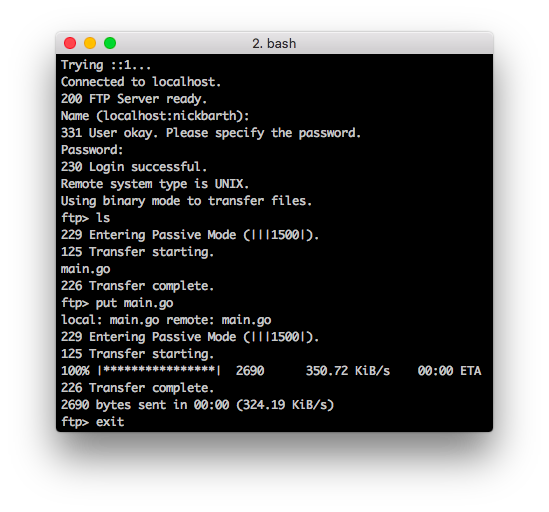 2. bash
Trying ::1...
Connected to localhost.
200 FTP Server ready.
Name (localhost:nickbarth):
331 User okay. Please specify the password.
Password:
230 Login successful.
Remote system type is UNIX.
Using binary mode to transfer files.
ftp> ls
229 Entering Passive Mode (|||1500|).
125 Transfer starting.
main.go
226 Transfer complete.
ftp> put main.go
local: main.go remote: main.go
229 Entering Passive Mode (|||1500|).
125 Transfer starting.
100% |****************|  2690      350.72 KiB/s    00:00 ETA
226 Transfer complete.
2690 bytes sent in 00:00 (324.19 KiB/s)
ftp> exit